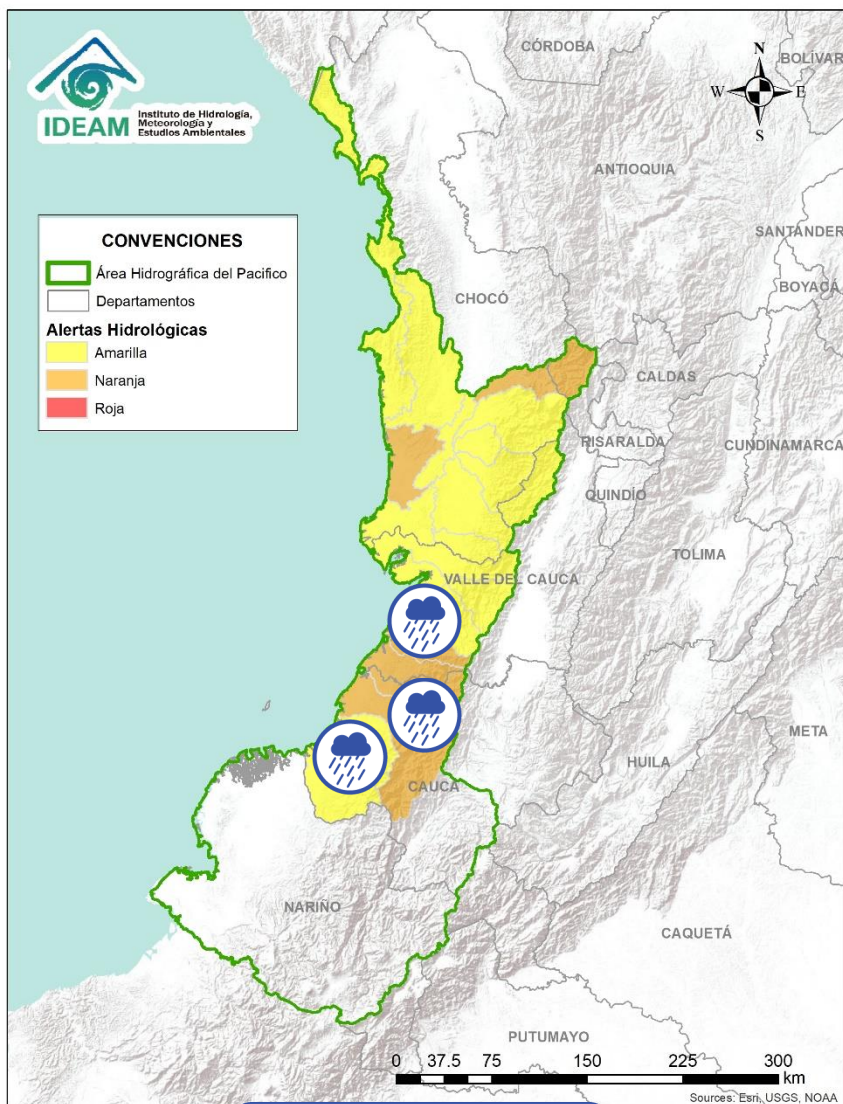 IDEAM
Instituto de Hidrología,
Meteorología y
Estudios Ambientales
CÓRDOBA
BOLÍVAR
N
W
E
S
ANTIOQUIA
SANTANDER
BOYACÁ
CONVENCIONES
Área Hidrográfica del Pacifico
Departamentos
Alertas Hidrológicas
Amarilla
Naranja
Roja
CHOCÓ
CALDAS
RISARALDA
CUNDINAMARCA
QUINDÍO
TOLIMA
VALLE DEL CAUCA
META
HUILA
CAUCA
NARIÑO
CAQUETÁ
PUTUMAYO
0 37.5 75 150 225 300
km
Sources: Esri, USGS, NOAA